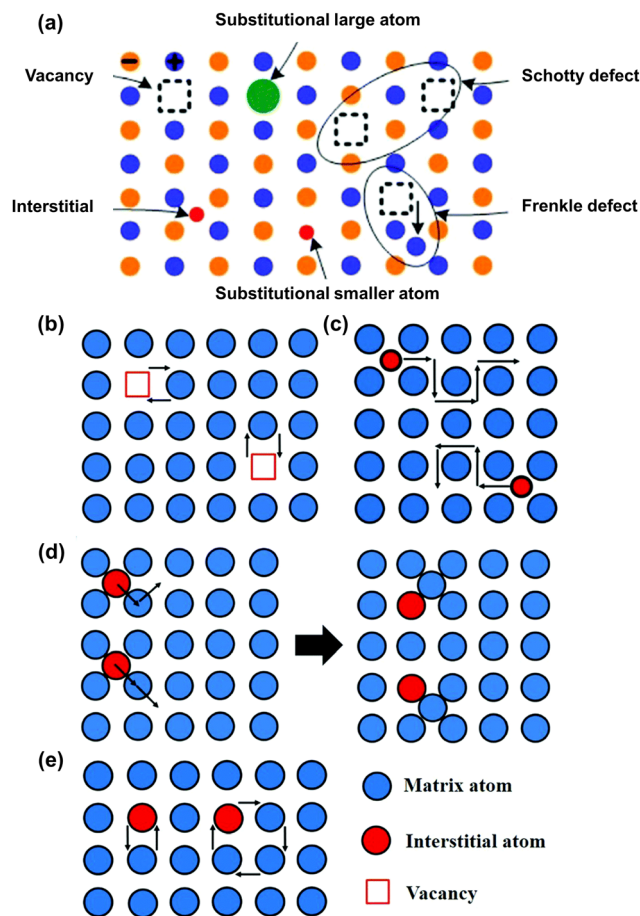 (a)
Substitutional large atom
Vacancy
Schotty defect
Interstitial
Frenkle defect
Substitutional smaller atom
(b)
(c)
(d)
(e)
Matrix atom
Interstitial atom
Vacancy